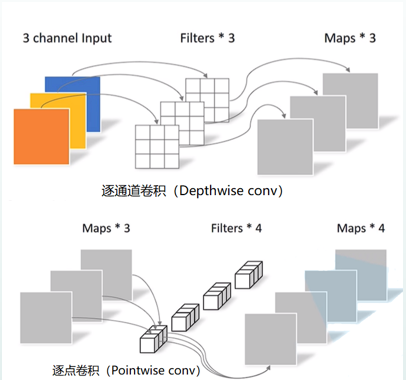 3 channel Input Filters * 3 Maps * 3
逐通道卷积（Depthwise conv）
Maps * 3 Filters * 4 Maps * 4
逐点卷积（Pointwise conv）